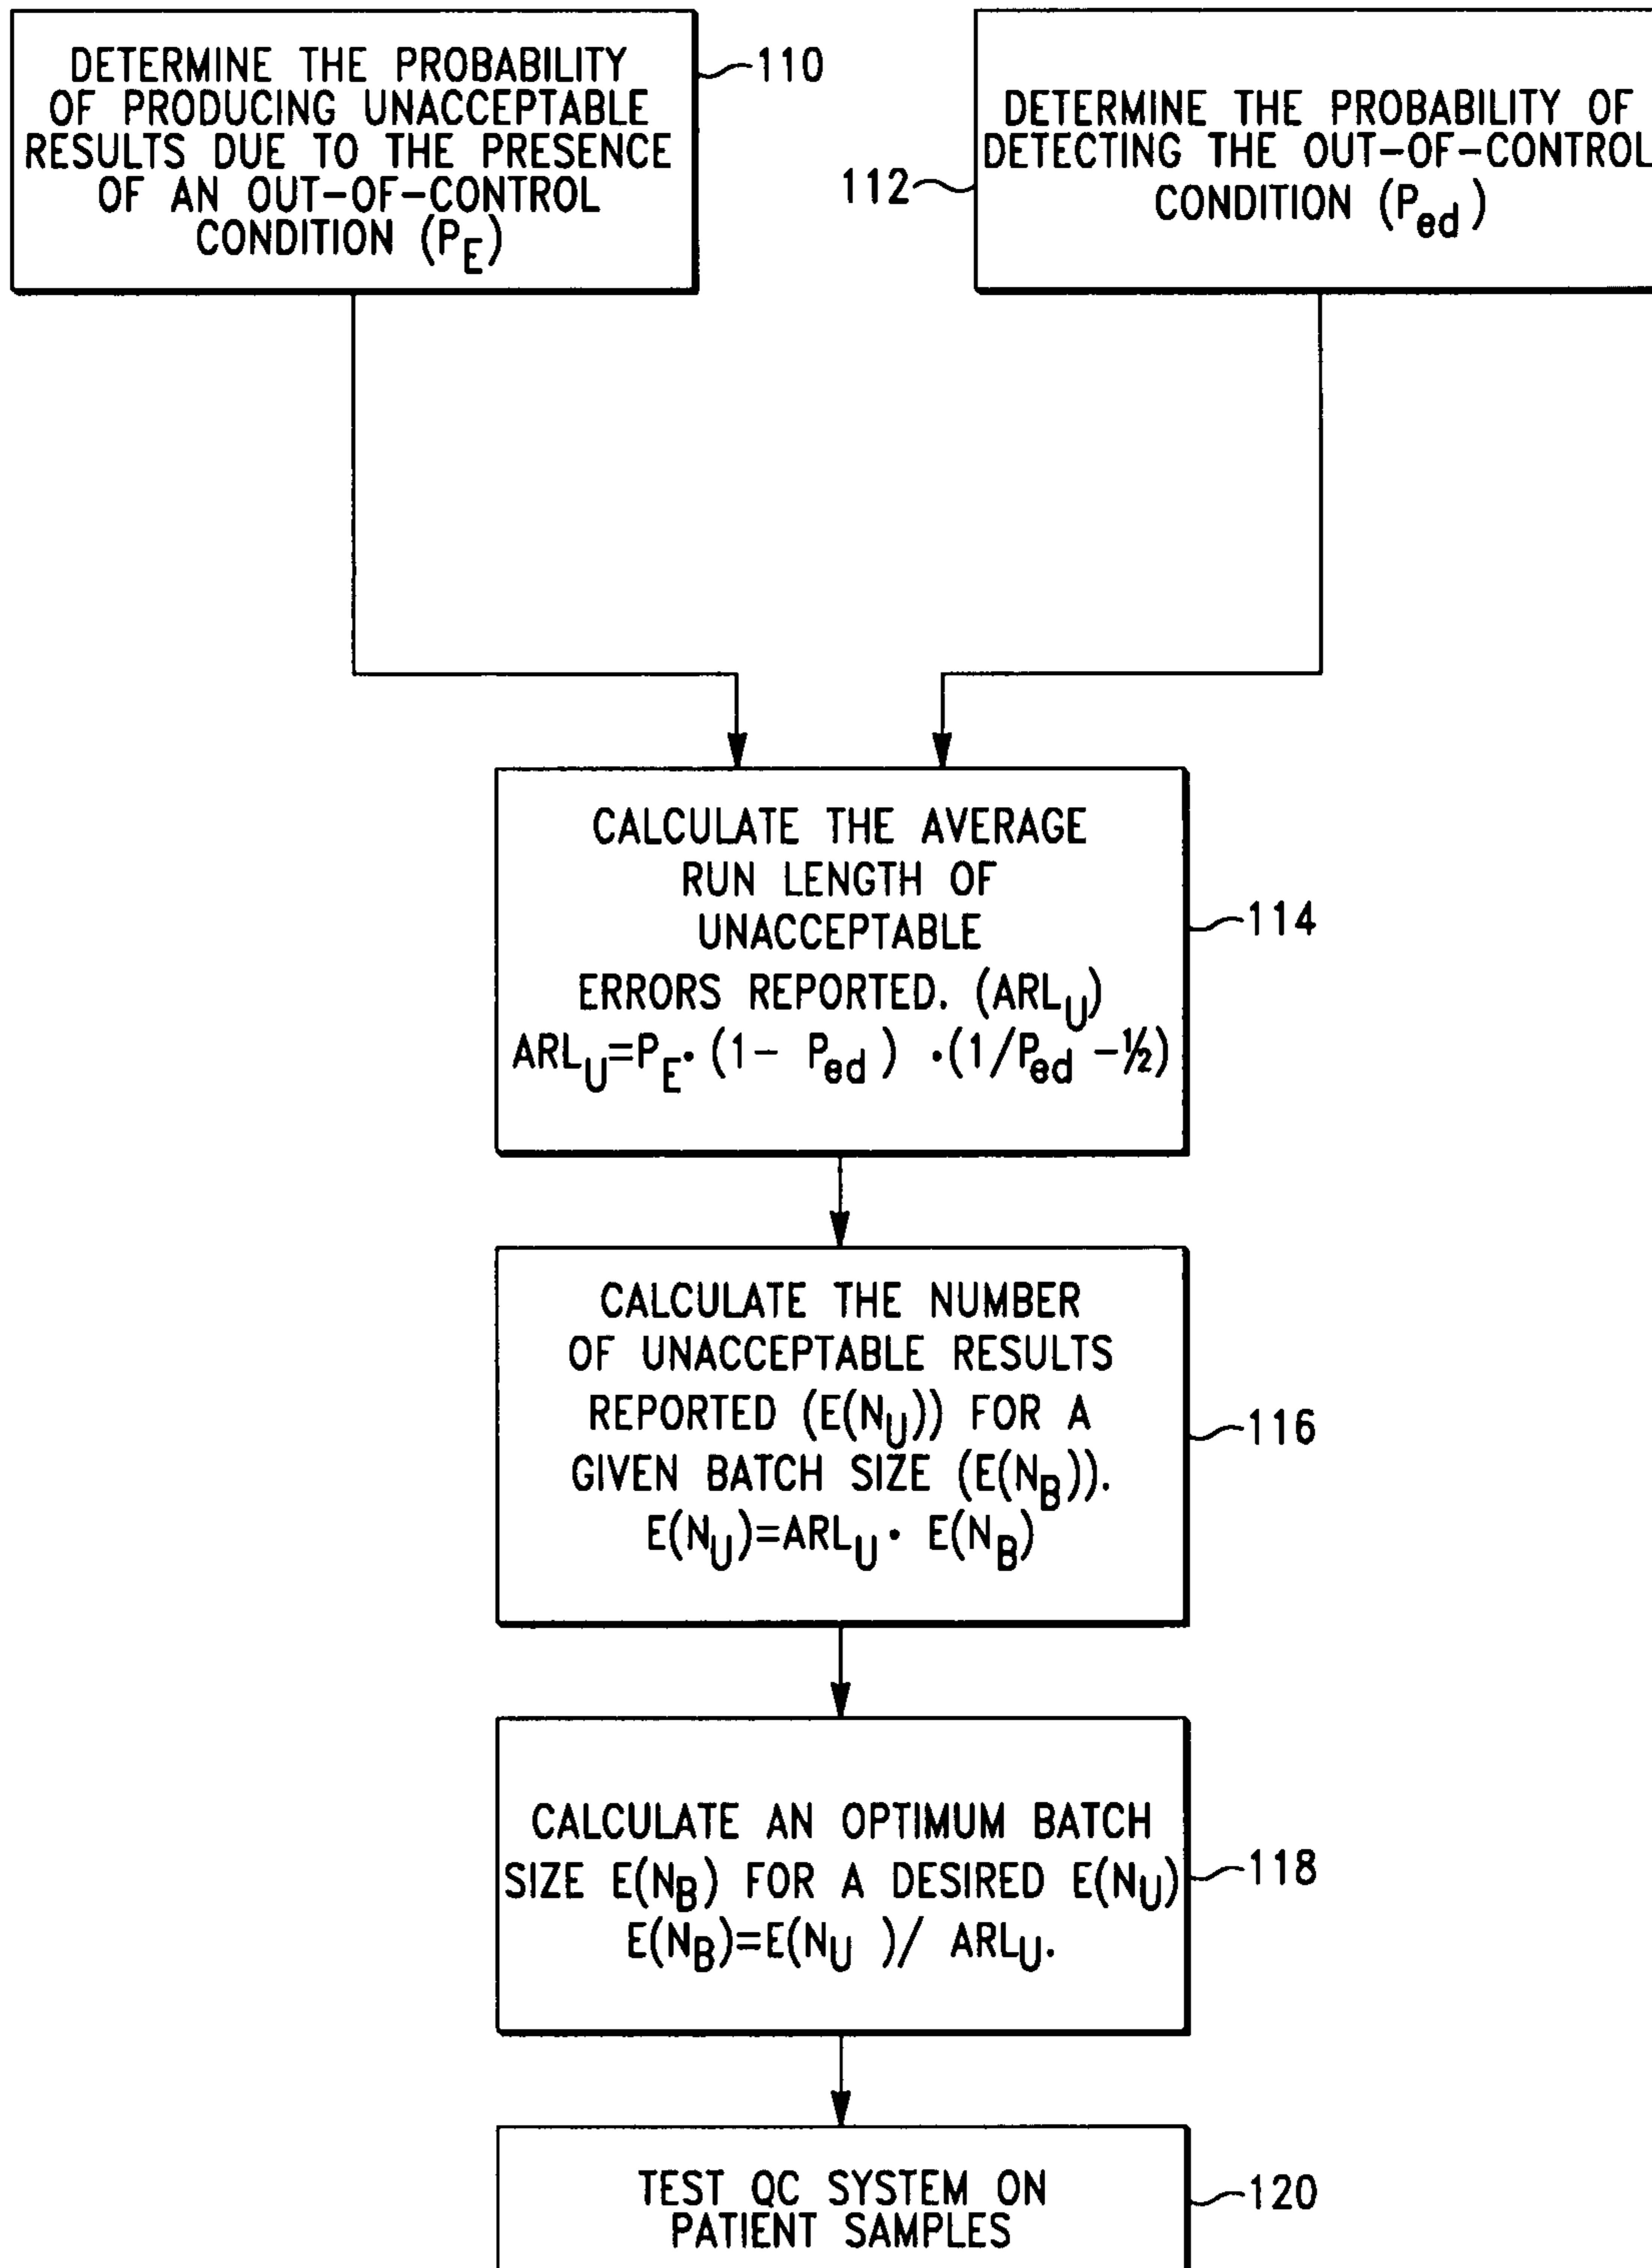 DETERMINE THE PROBABILITY
OF PRODUCING UNACCEPTABLE
RESULTS DUE TO THE PRESENCE
OF AN OUT-OF-CONTROL
CONDITION (P_E)
110
DETERMINE THE PROBABILITY OF
DETECTING THE OUT-OF-CONTROL
CONDITION (P_ed)
112
CALCULATE THE AVERAGE
RUN LENGTH OF
UNACCEPTABLE
ERRORS REPORTED. (ARL_U)
ARL_U=P_E·(1- P_ed) ·(1/P_ed -½)
114
CALCULATE THE NUMBER
OF UNACCEPTABLE RESULTS
REPORTED (E(N_U)) FOR A
GIVEN BATCH SIZE (E(N_B)).
E(N_U)=ARL_U· E(N_B)
116
CALCULATE AN OPTIMUM BATCH
SIZE E(N_B) FOR A DESIRED E(N_U)
E(N_B)=E(N_U )/ ARL_U.
118
TEST QC SYSTEM ON
PATIENT SAMPLES
120